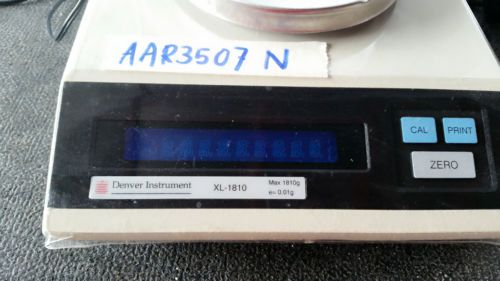 AAR3507 N
CAL PRINT
ZERO
Denver Instrument XL-1810 Max 1810g
e= 0.01g